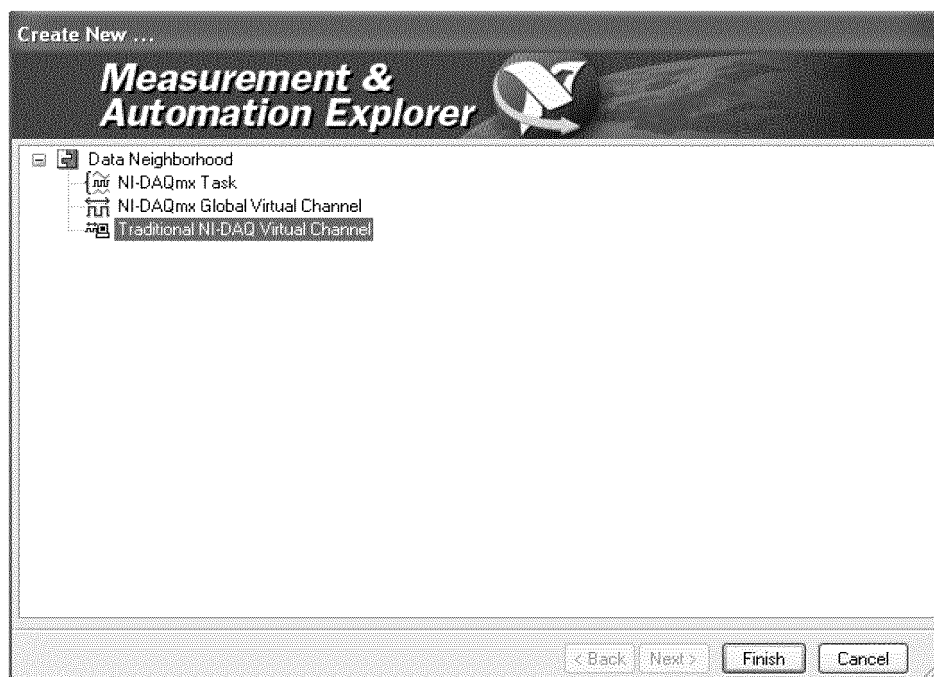 Create New ...
Measurement &
Automation Explorer
Data Neighborhood
NI-DAQmx Task
NI-DAQmx Global Virtual Channel
Traditional NI-DAQ Virtual Channel
< Back Next > Finish Cancel